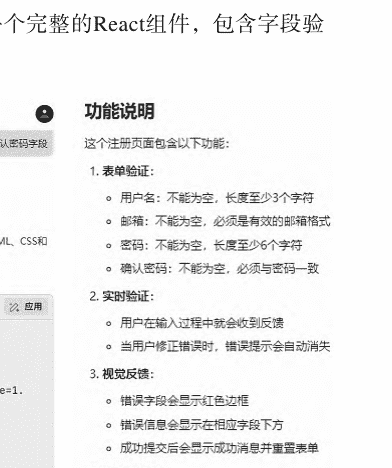 个完整的React组件，包含字段验
功能说明
认密码字段
这个注册页面包含以下功能：
1. 表单验证：
用户名：不能为空，长度至少3个字符
邮箱：不能为空，必须是有效的邮箱格式
ML、CSS和
密码：不能为空，长度至少6个字符
确认密码：不能为空，必须与密码一致
2. 实时验证：
应用
用户在输入过程中就会收到反馈
当用户修正错误时，错误提示会自动消失
3. 视觉反馈：
e=1.
错误字段会显示红色边框
错误信息会显示在相应字段下方
成功提交后会显示成功消息并重置表单